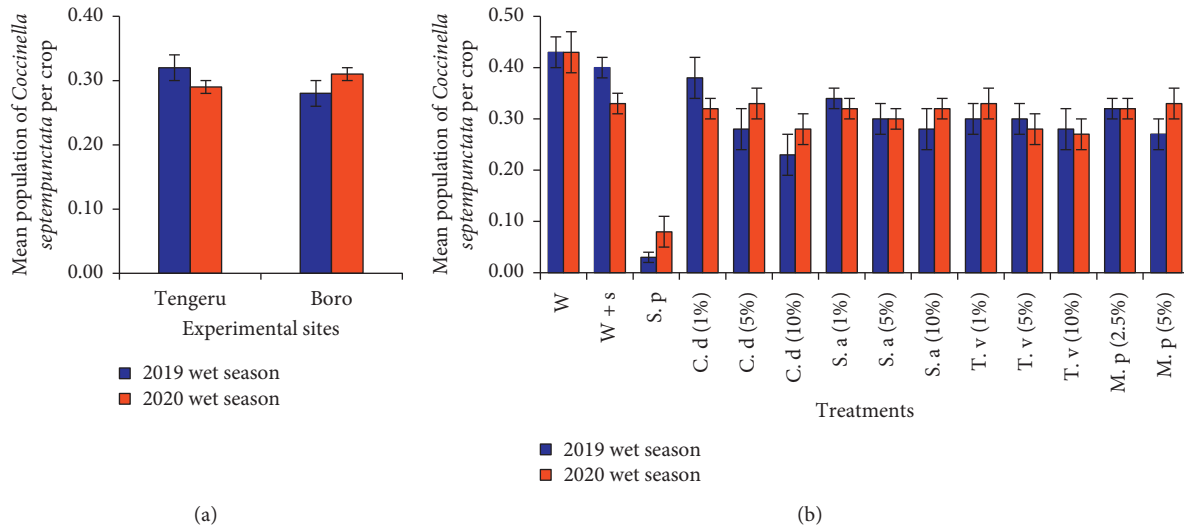 Mean population of Coccinella
septempunctata per crop
0.40
0.30
0.20
0.10
0.00
Tengeru
Boro
Experimental sites
2019 wet season
2020 wet season
(a)
Mean population of Coccinella
septempunctata per crop
0.50
0.40
0.30
0.20
0.10
0.00
W
W + s
S. p
C. d (1%)
C. d (5%)
C. d (10%)
S. a (1%)
S. a (5%)
S. a (10%)
T. v (1%)
T. v (5%)
T. v (10%)
M. p (2.5%)
M. p (5%)
Treatments
2019 wet season
2020 wet season
(b)